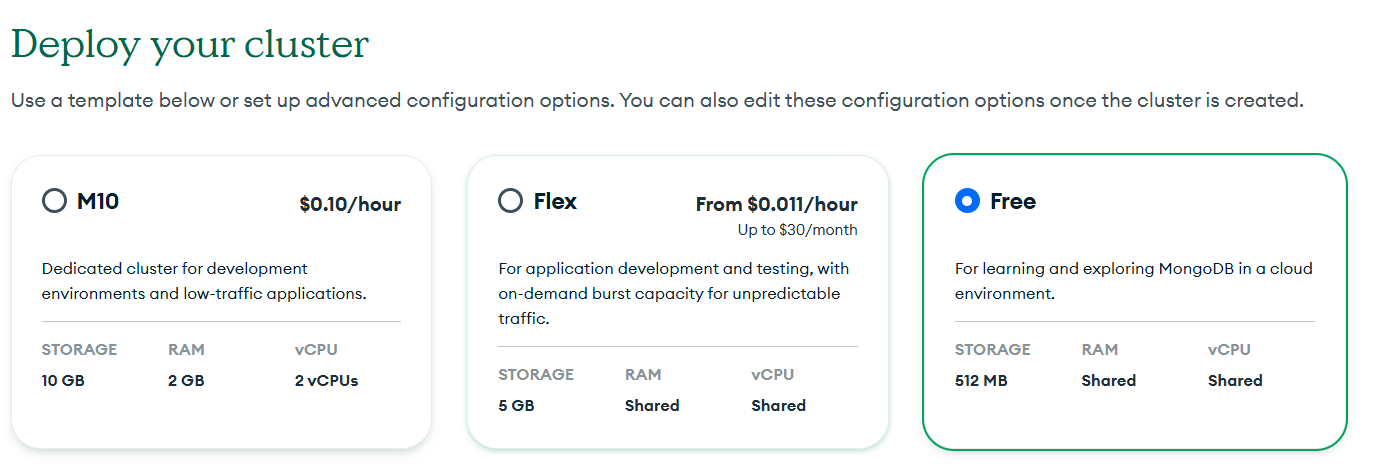 Deploy your cluster
Use a template below or set up advanced configuration options. You can also edit these configuration options once the cluster is created.
M10
$0.10/hour
Dedicated cluster for development
environments and low-traffic applications.
STORAGE RAM vCPU
10 GB 2 GB 2 vCPUs
Flex
From $0.011/hour
Up to $30/month
For application development and testing, with
on-demand burst capacity for unpredictable
traffic.
STORAGE RAM vCPU
5 GB Shared Shared
Free
For learning and exploring MongoDB in a cloud
environment.
STORAGE RAM vCPU
512 MB Shared Shared